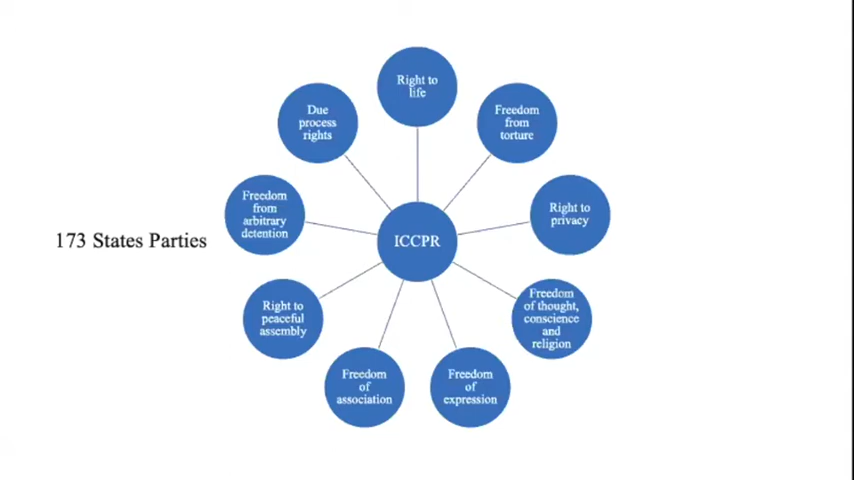 Right to
life
Freedom
from
torture
Right to
privacy
Freedom
of thought,
conscience
and
religion
Freedom
of
expression
Freedom
of
association
Right to
peaceful
assembly
Freedom
from
arbitrary
detention
Due
process
rights
ICCPR
173 States Parties